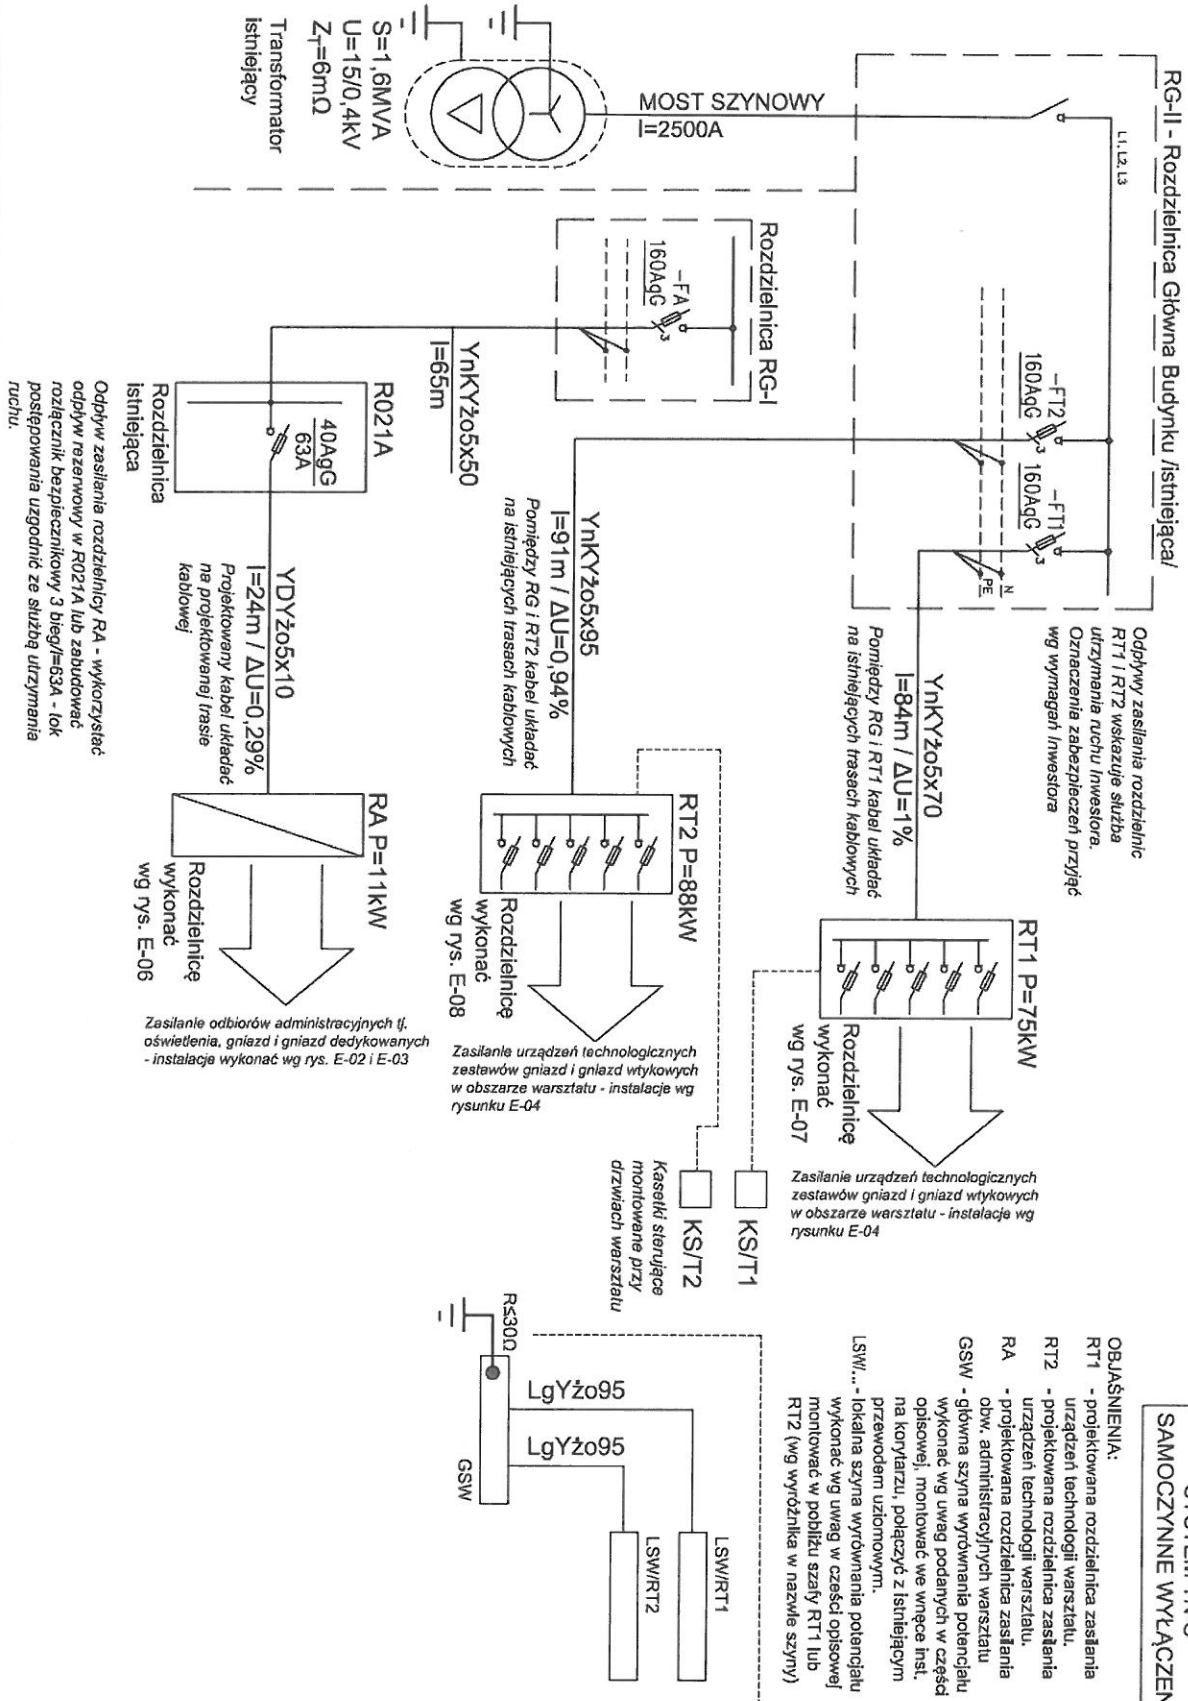 RG-II - Rozdzielnica Główna Budynku /istniejąca/
L1, L2, L3
MOST SZYNOWY
I=2500A
S=1,6MVA
U=15/0,4kV
ZT=6mΩ
Transformator
istniejący
-FT2
160AgG
3
-FT1
160AgG
3
N
PE
Odpływy zasilania rozdzielnic
RT1 i RT2 wskazuje służba
utrzymania ruchu Inwestora.
Oznaczenia zabezpieczeń przyjąć
wg wymagań Inwestora
Rozdzielnica RG-I
-FA
160AgG
3
YnKYżo5x50
l=65m
R021A
40AgG
63A
Rozdzielnica
istniejąca
Odpływ zasilania rozdzielnicy RA - wykorzystać
odpływ rezerwowy w R021A lub zabudować
rozłącznik bezpiecznikowy 3 bieg/I=63A - tok
postępowania uzgodnić ze służbą utrzymania
ruchu.
YnKYżo5x70
l=84m / ΔU=1%
Pomiędzy RG i RT1 kabel układać
na istniejących trasach kablowych
YnKYżo5x95
l=91m / ΔU=0,94%
Pomiędzy RG i RT2 kabel układać
na istniejących trasach kablowych
YDYżo5x10
l=24m / ΔU=0,29%
Projektowany kabel układać
na projektowanej trasie
kablowej
RT1 P=75kW
Rozdzielnicę
wykonać
wg rys. E-07
Zasilanie urządzeń technologicznych
zestawów gniazd i gniazd wtykowych
w obszarze warsztatu - instalacje wg
rysunku E-04
RT2 P=88kW
Rozdzielnicę
wykonać
wg rys. E-08
Zasilanie urządzeń technologicznych
zestawów gniazd i gniazd wtykowych
w obszarze warsztatu - instalacje wg
rysunku E-04
RA P=11kW
Rozdzielnicę
wykonać
wg rys. E-06
Zasilanie odbiorów administracyjnych tj.
oświetlenia, gniazd i gniazd dedykowanych
- instalacje wykonać wg rys. E-02 i E-03
KS/T1
KS/T2
Kasetki sterujące
montowane przy
drzwiach warsztatu
SAMOCZYNNE WYŁĄCZEN
OBJAŚNIENIA:
RT1 - projektowana rozdzielnica zasilania
urządzeń technologii warsztatu.
RT2 - projektowana rozdzielnica zasilania
urządzeń technologii warsztatu.
RA - projektowana rozdzielnica zasilania
obw. administracyjnych warsztatu
GSW - główna szyna wyrównania potencjału
wykonać wg uwag podanych w części
opisowej, montować we wnęce inst.
na korytarzu, połączyć z istniejącym
przewodem uziomowym.
LSW/... - lokalna szyna wyrównania potencjału
wykonać wg uwag w cześci opisowej
montować w pobliżu szafy RT1 lub
RT2 (wg wyróżnika w nazwie szyny)
R≤30Ω
LgYżo95
LgYżo95
GSW
LSW/RT1
LSW/RT2